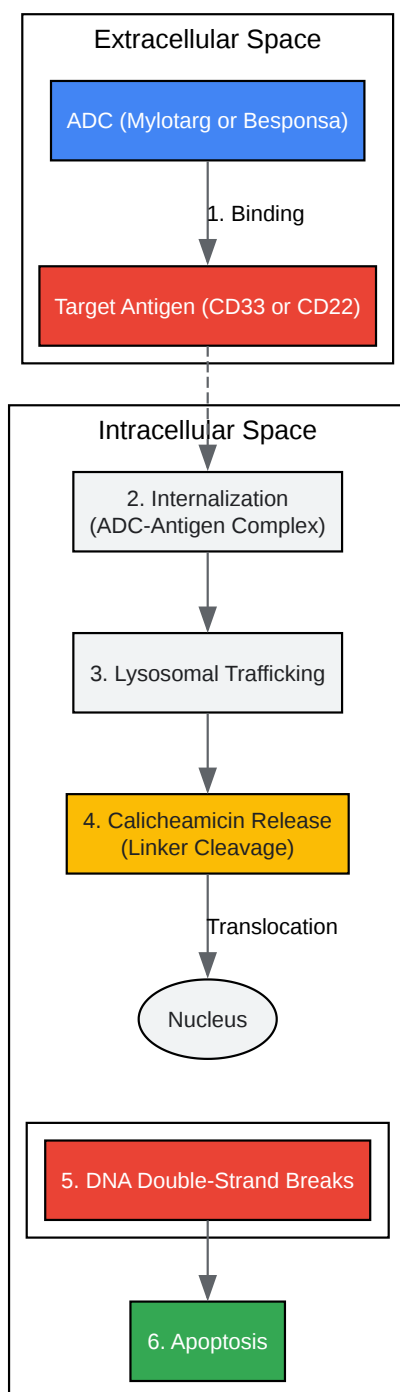 Extracellular Space
ADC (Mylotarg or Besponsa)
1. Binding
Target Antigen (CD33 or CD22)
Intracellular Space
2. Internalization
(ADC-Antigen Complex)
3. Lysosomal Trafficking
4. Calicheamicin Release
(Linker Cleavage)
Translocation
Nucleus
5. DNA Double-Strand Breaks
6. Apoptosis